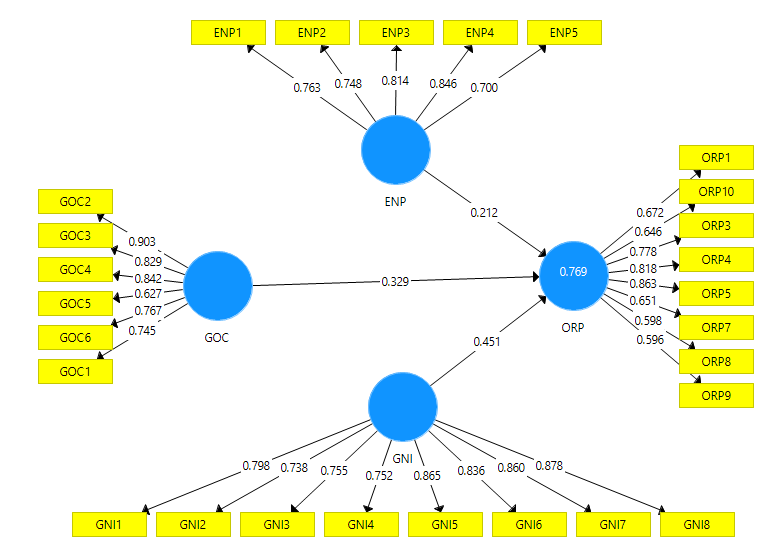 ENP1 ENP2 ENP3 ENP4 ENP5
0.763 0.748 0.814 0.846 0.700
ENP
0.212
GOC2
GOC3
GOC4
GOC5
GOC6
GOC1
0.903
0.829
0.842
0.627
0.767
0.745
GOC
0.329
0.769
ORP
0.672
0.646
0.778
0.818
0.863
0.651
0.598
0.596
ORP1
ORP10
ORP3
ORP4
ORP5
ORP7
ORP8
ORP9
0.451
GNI
0.798 0.738 0.755 0.752 0.865 0.836 0.860 0.878
GNI1 GNI2 GNI3 GNI4 GNI5 GNI6 GNI7 GNI8